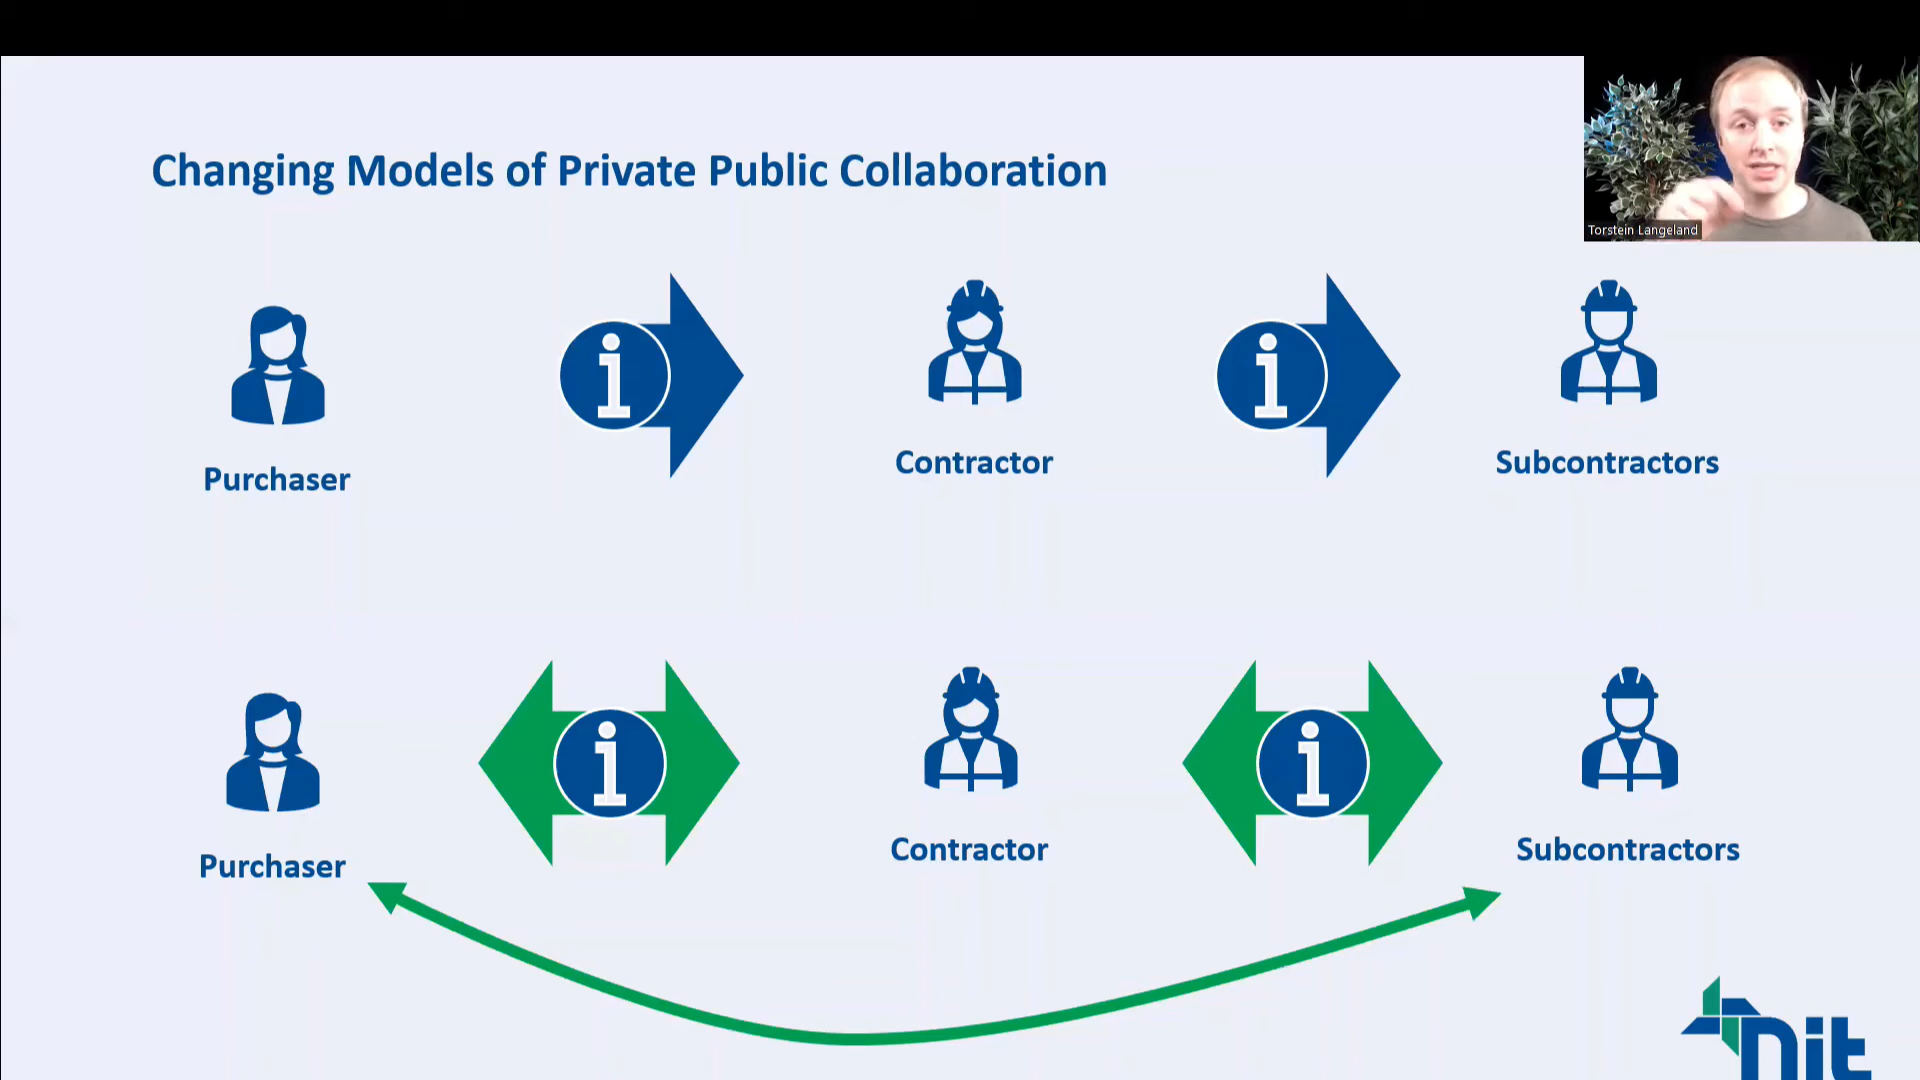 Changing Models of Private Public Collaboration
Torstein Langeland
i
i
Purchaser
Contractor
Subcontractors
i
i
Purchaser
Contractor
Subcontractors
nit